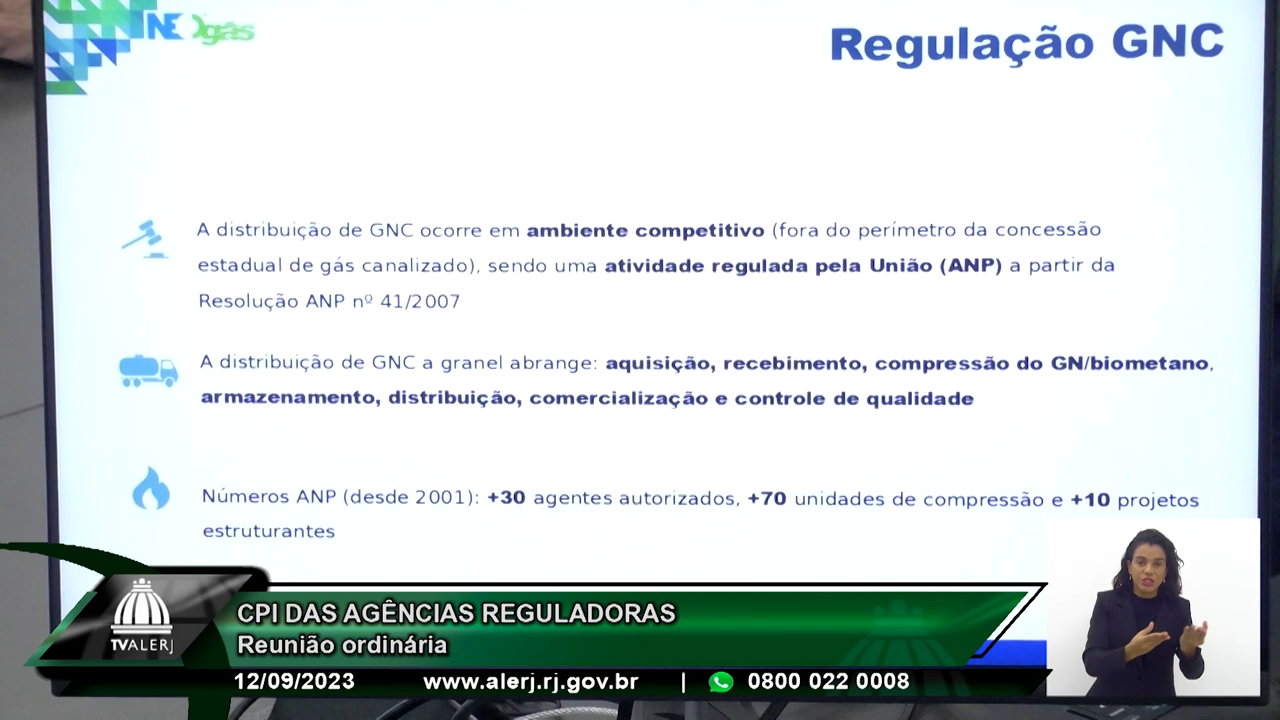 NEOgás
Regulação GNC
A distribuição de GNC ocorre em ambiente competitivo (fora do perímetro da concessão
estadual de gás canalizado), sendo uma atividade regulada pela União (ANP) a partir da
Resolução ANP nº 41/2007
A distribuição de GNC a granel abrange: aquisição, recebimento, compressão do GN/biometano,
armazenamento, distribuição, comercialização e controle de qualidade
Números ANP (desde 2001): +30 agentes autorizados, +70 unidades de compressão e +10 projetos
estruturantes
TVALERJ
CPI DAS AGÊNCIAS REGULADORAS
Reunião ordinária
12/09/2023 www.alerj.rj.gov.br | 0800 022 0008